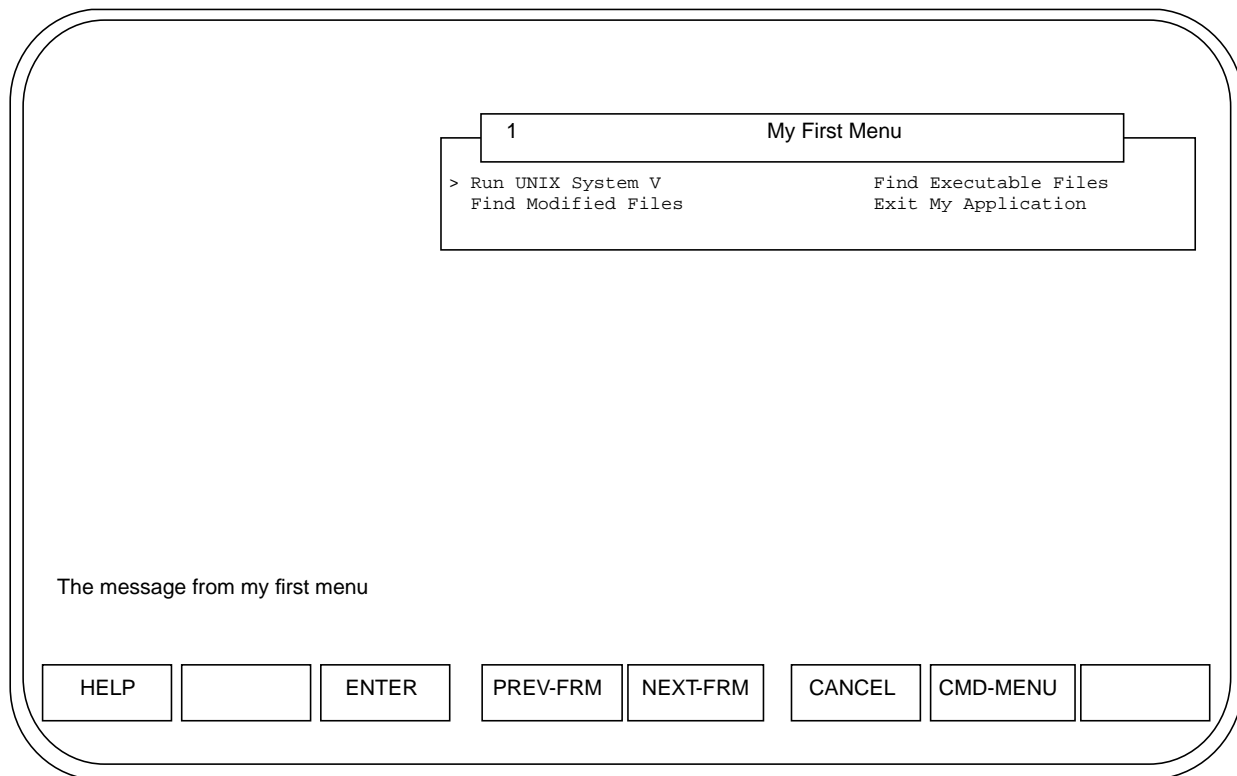 1 My First Menu
> Run UNIX System V Find Executable Files
Find Modified Files Exit My Application
The message from my first menu
HELP ENTER PREV-FRM NEXT-FRM CANCEL CMD-MENU